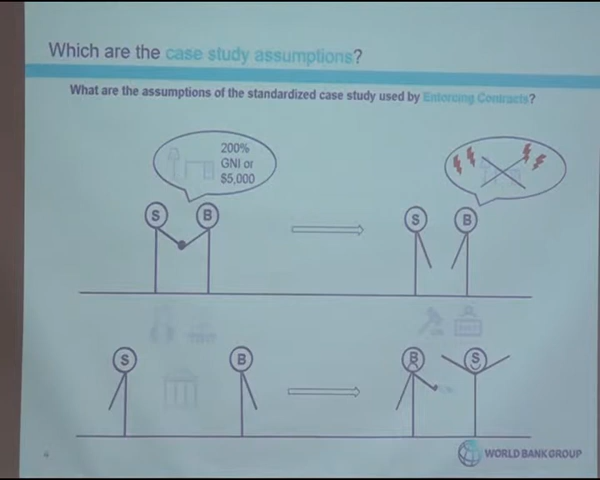 Which are the case study assumptions?
What are the assumptions of the standardized case study used by Enforcing Contracts?
200%
GNI or
$5,000
S B
S B
S B
B S
WORLD BANK GROUP